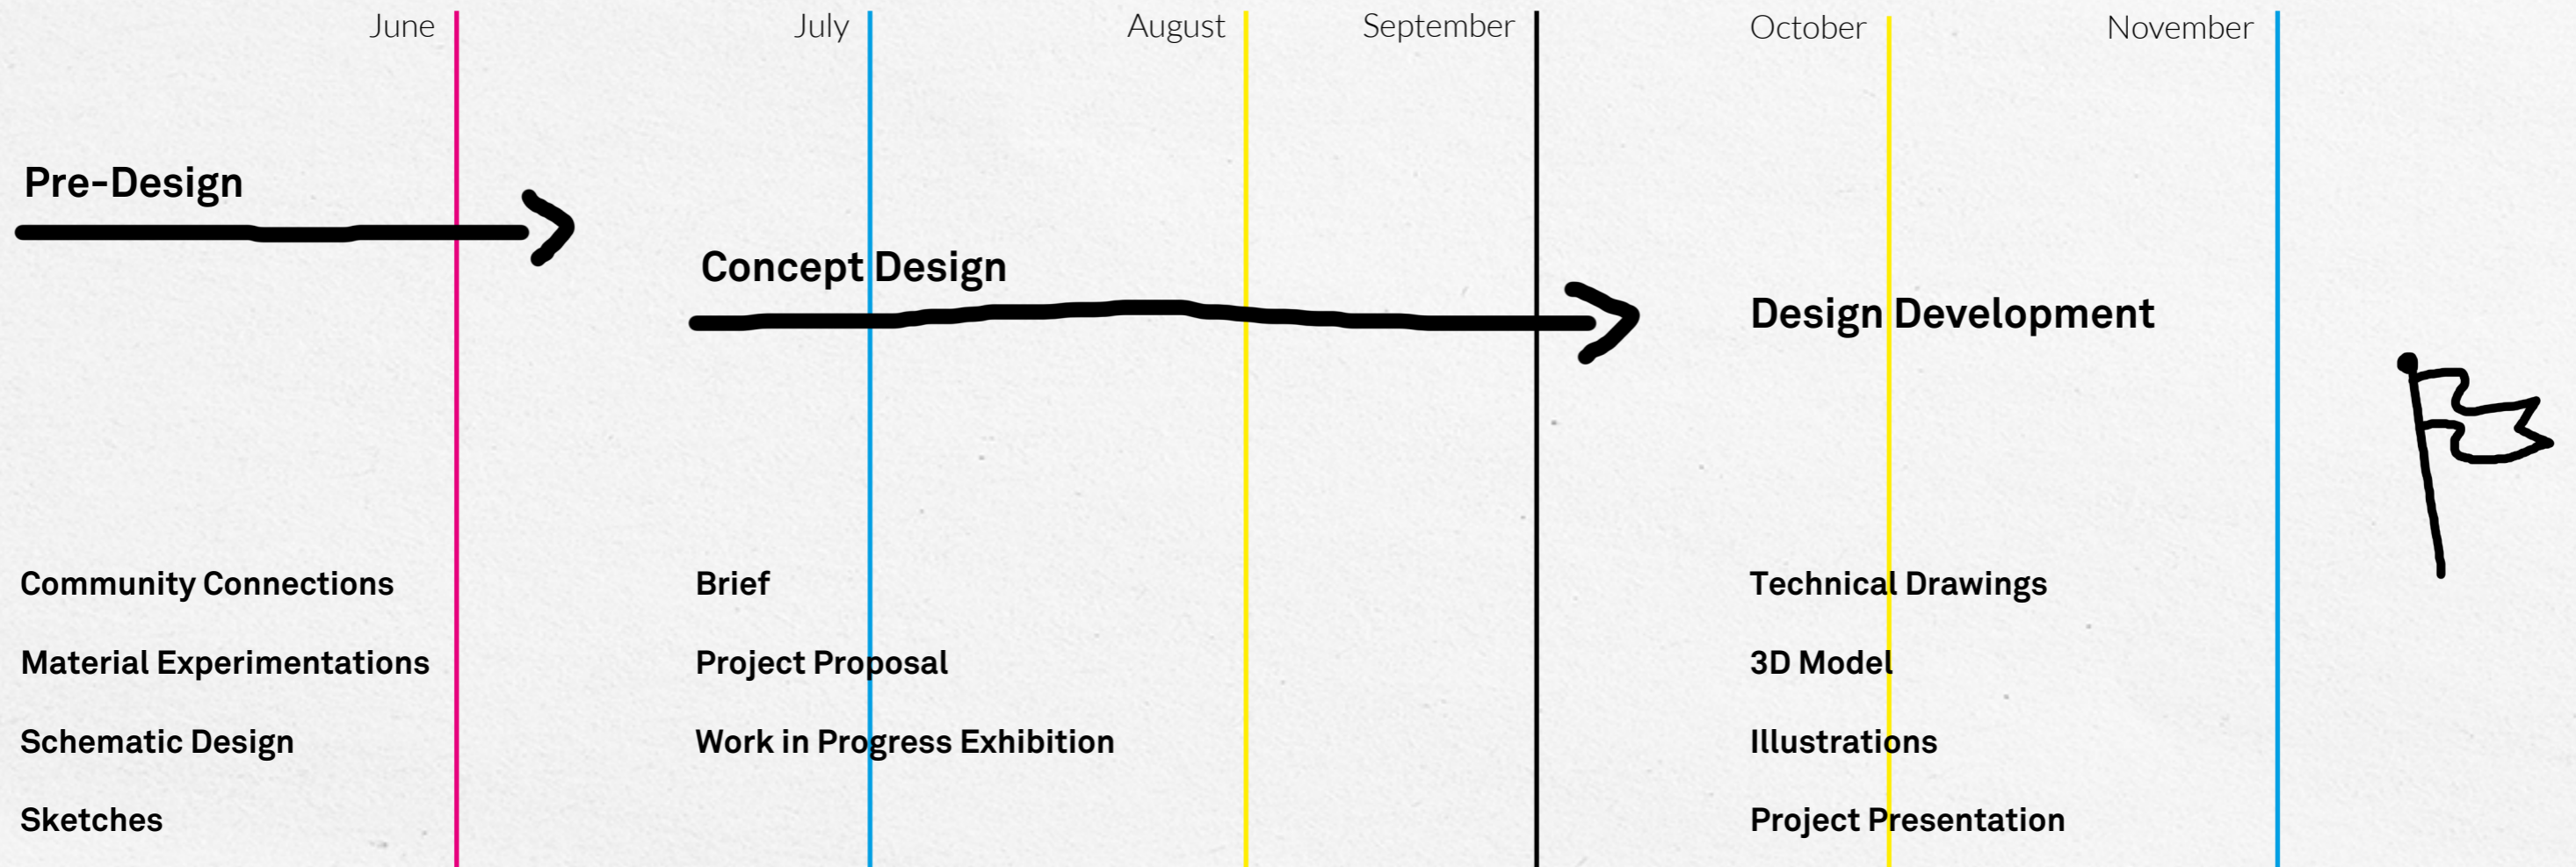 June
July
August
September
October
November
Pre-Design
Concept Design
Design Development
Community Connections
Material Experimentations
Schematic Design
Sketches
Brief
Project Proposal
Work in Progress Exhibition
Technical Drawings
3D Model
Illustrations
Project Presentation